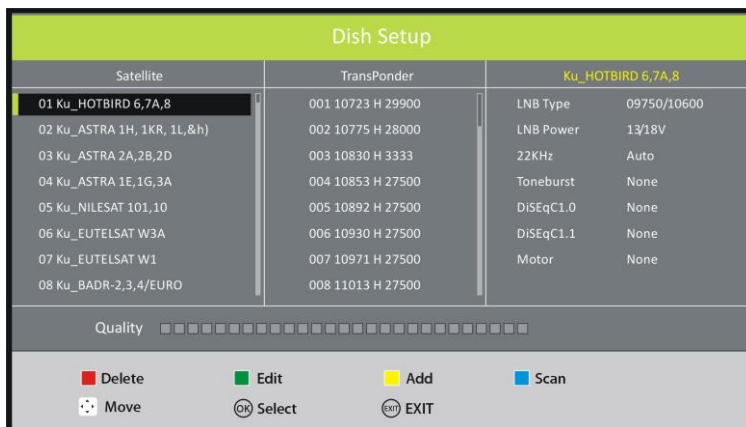 Dish Setup
Satellite
01 Ku_HOTBIRD 6,7A,8
02 Ku_ASTRA 1H, 1KR, 1L,&h)
03 Ku_ASTRA 2A,2B,2D
04 Ku_ASTRA 1E,1G,3A
05 Ku_NILESAT 101,10
06 Ku_EUTELSAT W3A
07 Ku_EUTELSAT W1
08 Ku_BADR-2,3,4/EURO
TransPonder
001 10723 H 29900
002 10775 H 28000
003 10830 H 3333
004 10853 H 27500
005 10892 H 27500
006 10930 H 27500
007 10971 H 27500
008 11013 H 27500
Ku_HOTBIRD 6,7A,8
LNB Type 09750/10600
LNB Power 13/18V
22KHz Auto
Toneburst None
DiSEqC1.0 None
DiSEqC1.1 None
Motor None
Quality
Delete Edit Add Scan
Move OK Select EXIT EXIT